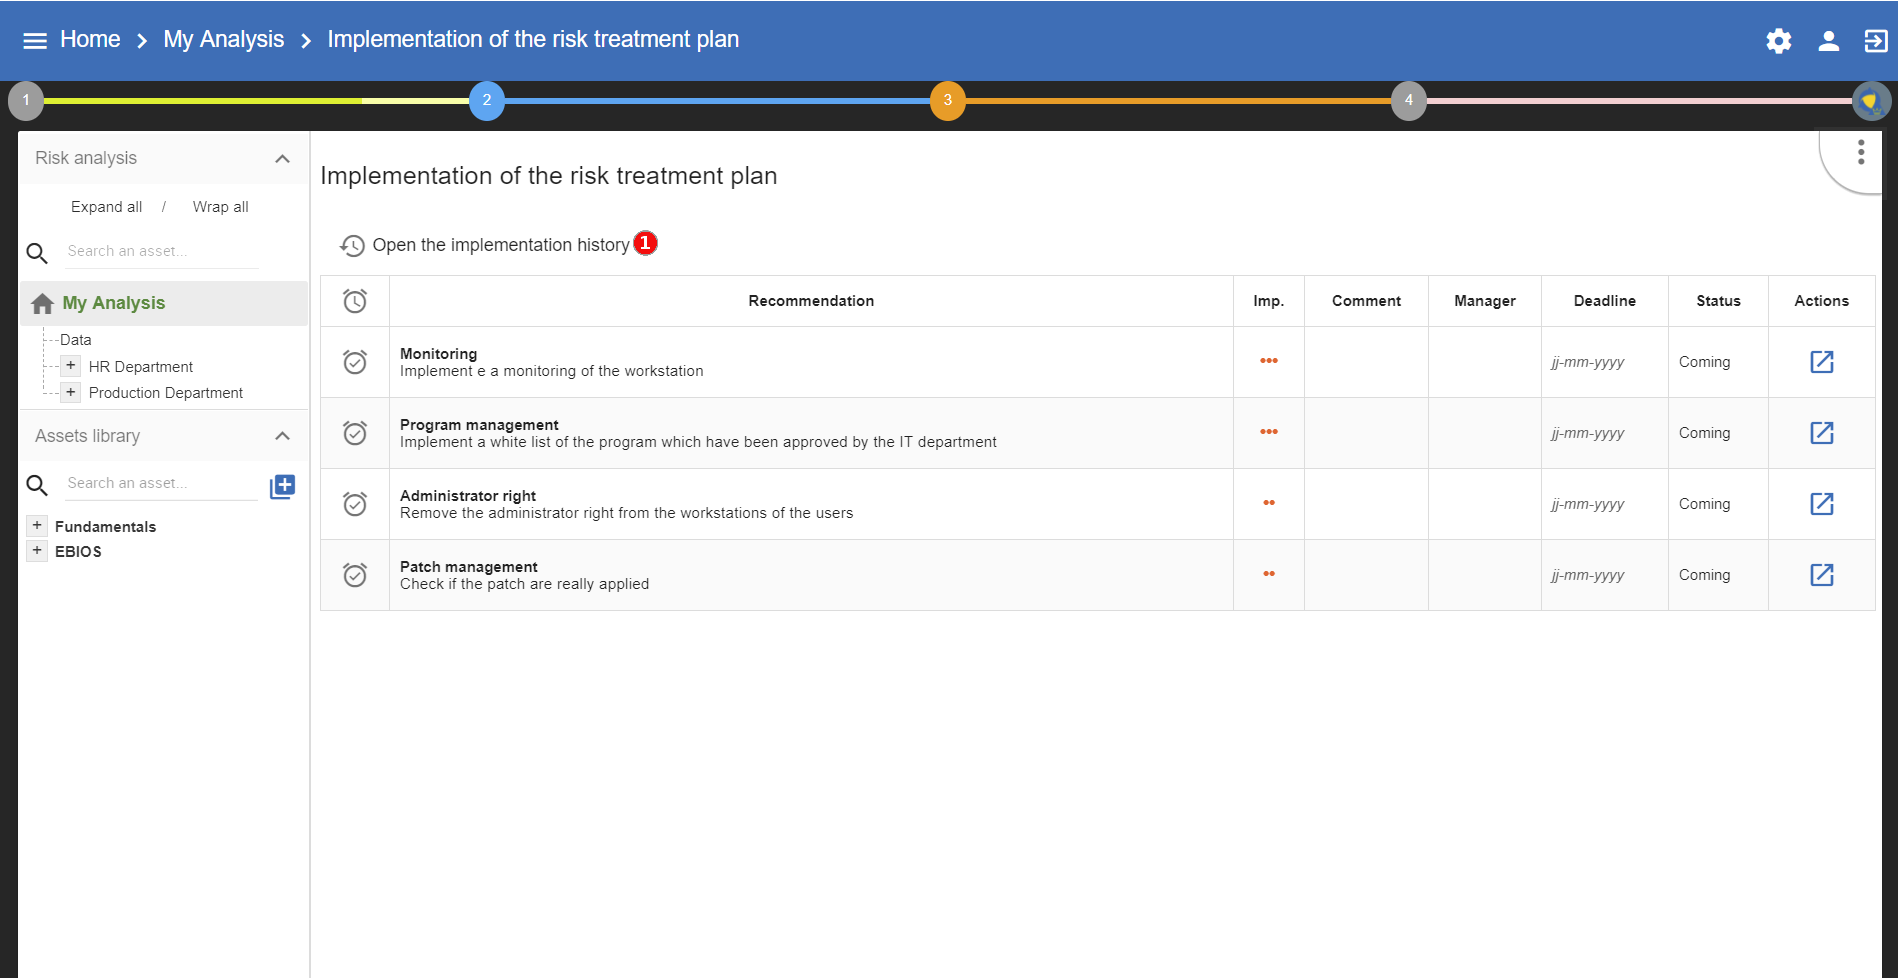 Home > My Analysis > Implementation of the risk treatment plan
1 2 3 4
Risk analysis
Expand all / Wrap all
Search an asset...
My Analysis
Data
+ HR Department
+ Production Department
Assets library
Search an asset...
+ Fundamentals
+ EBIOS
Implementation of the risk treatment plan
Open the implementation history 1
Recommendation Imp. Comment Manager Deadline Status Actions
Monitoring
Implement e a monitoring of the workstation ••• jj-mm-yyyy Coming
Program management
Implement a white list of the program which have been approved by the IT department ••• jj-mm-yyyy Coming
Administrator right
Remove the administrator right from the workstations of the users •• jj-mm-yyyy Coming
Patch management
Check if the patch are really applied •• jj-mm-yyyy Coming